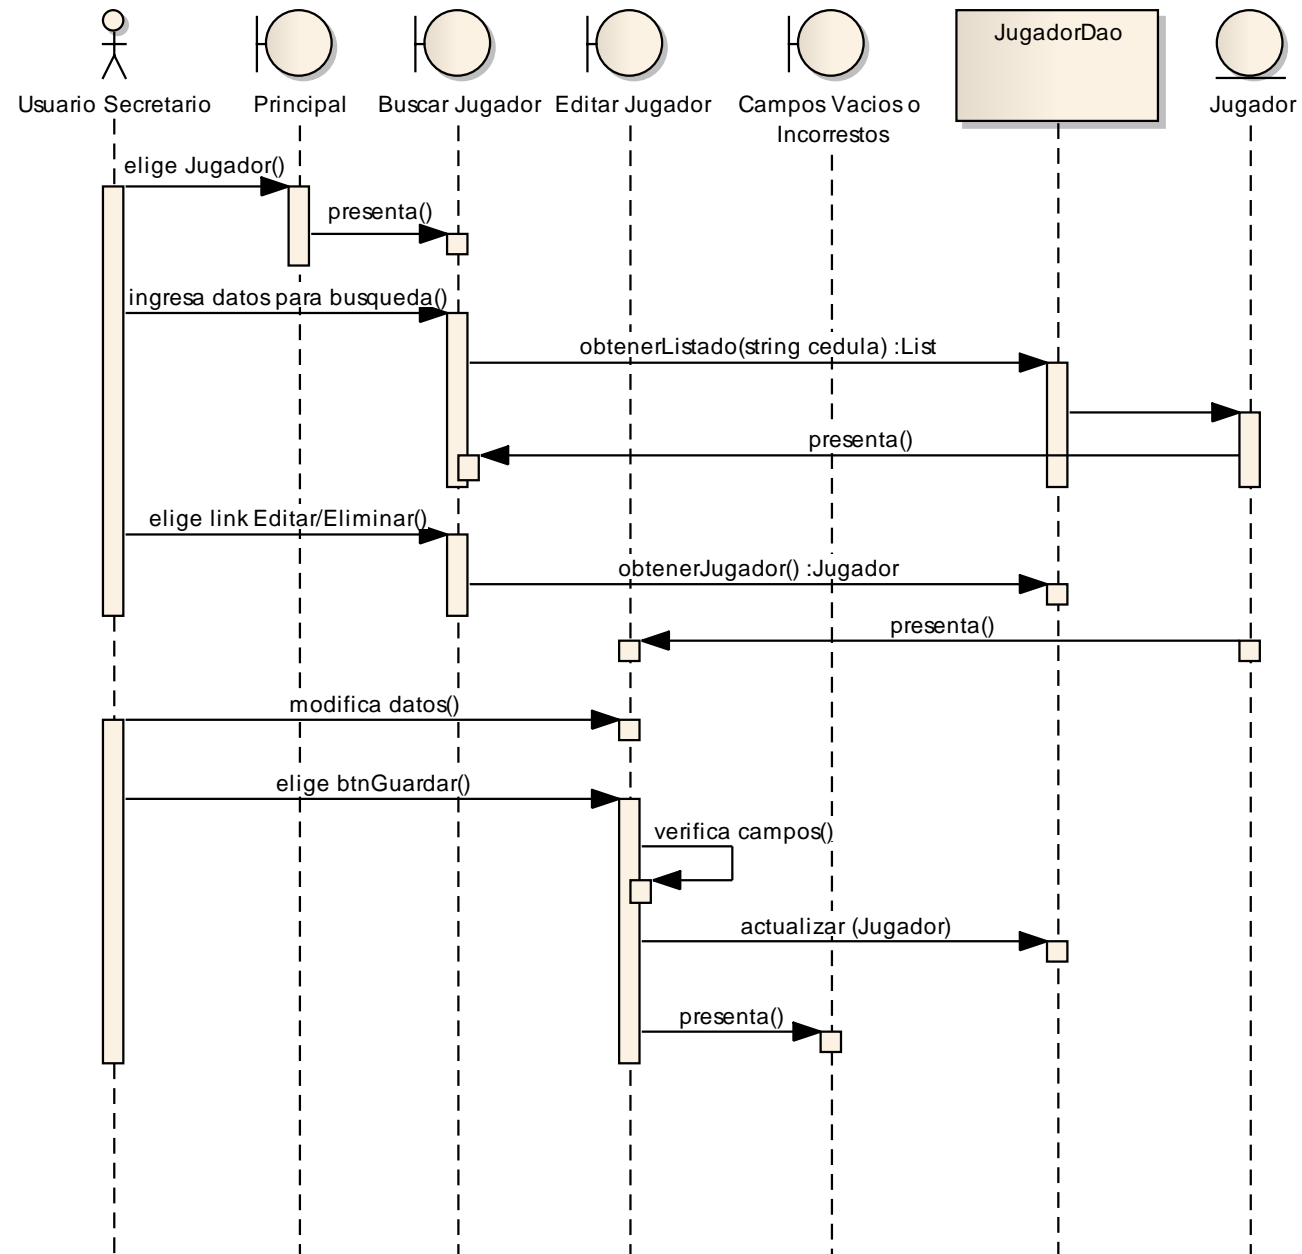 JugadorDao
Usuario Secretario
Principal
Buscar Jugador
Editar Jugador
Campos Vacios o
Incorrestos
Jugador
elige Jugador()
presenta()
ingresa datos para busqueda()
obtenerListado(string cedula) :List
presenta()
elige link Editar/Eliminar()
obtenerJugador() :Jugador
presenta()
modifica datos()
elige btnGuardar()
verifica campos()
actualizar (Jugador)
presenta()